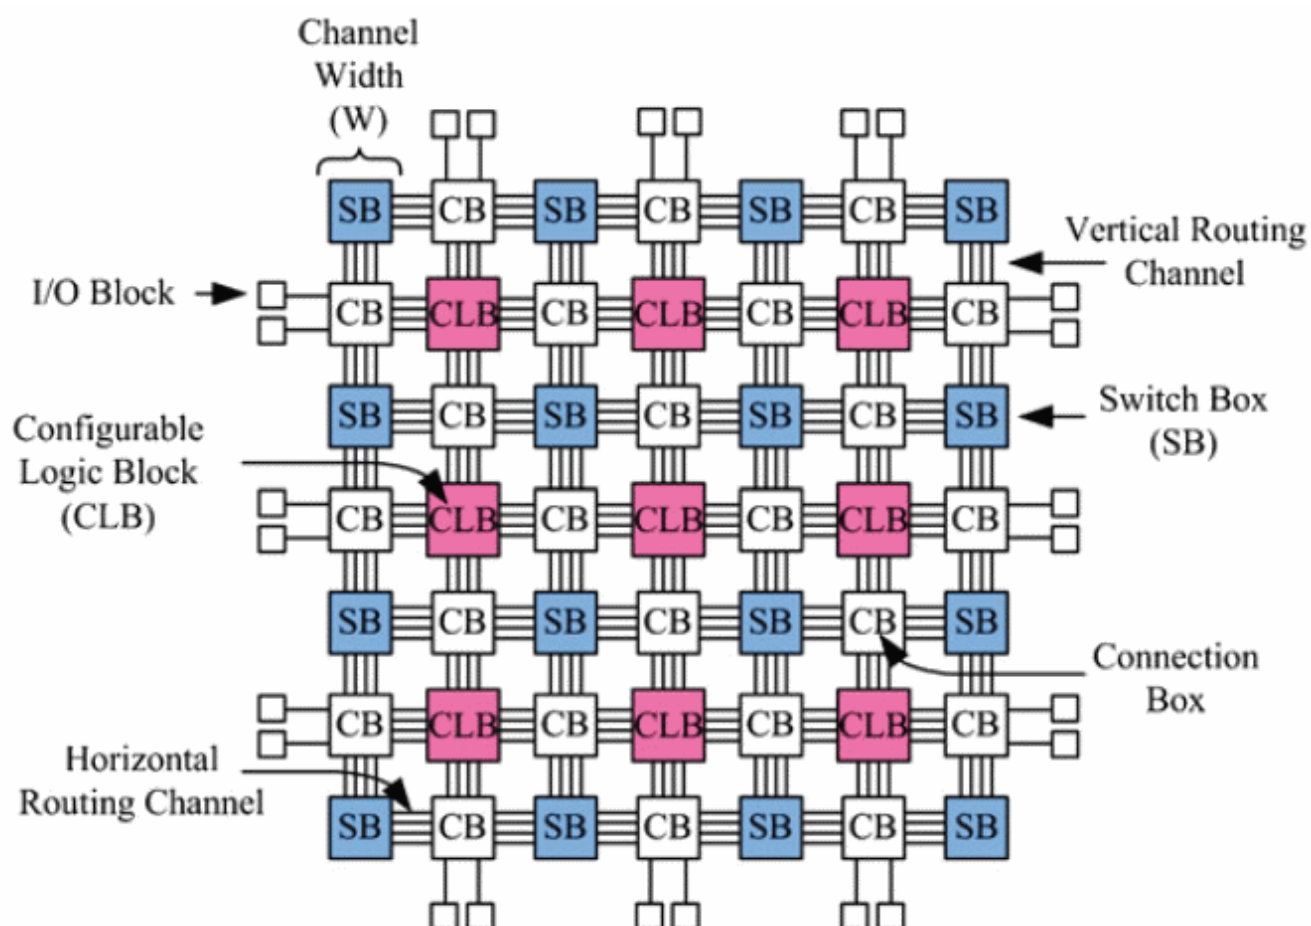 Channel
Width
(W)
SB CB SB CB SB CB SB
Vertical Routing
Channel
I/O Block
CB CLB CB CLB CB CLB CB
SB CB SB CB SB CB SB
Switch Box
(SB)
Configurable
Logic Block
(CLB)
CB CLB CB CLB CB CLB CB
SB CB SB CB SB CB SB
Connection
Box
CB CLB CB CLB CB CLB CB
Horizontal
Routing Channel
SB CB SB CB SB CB SB